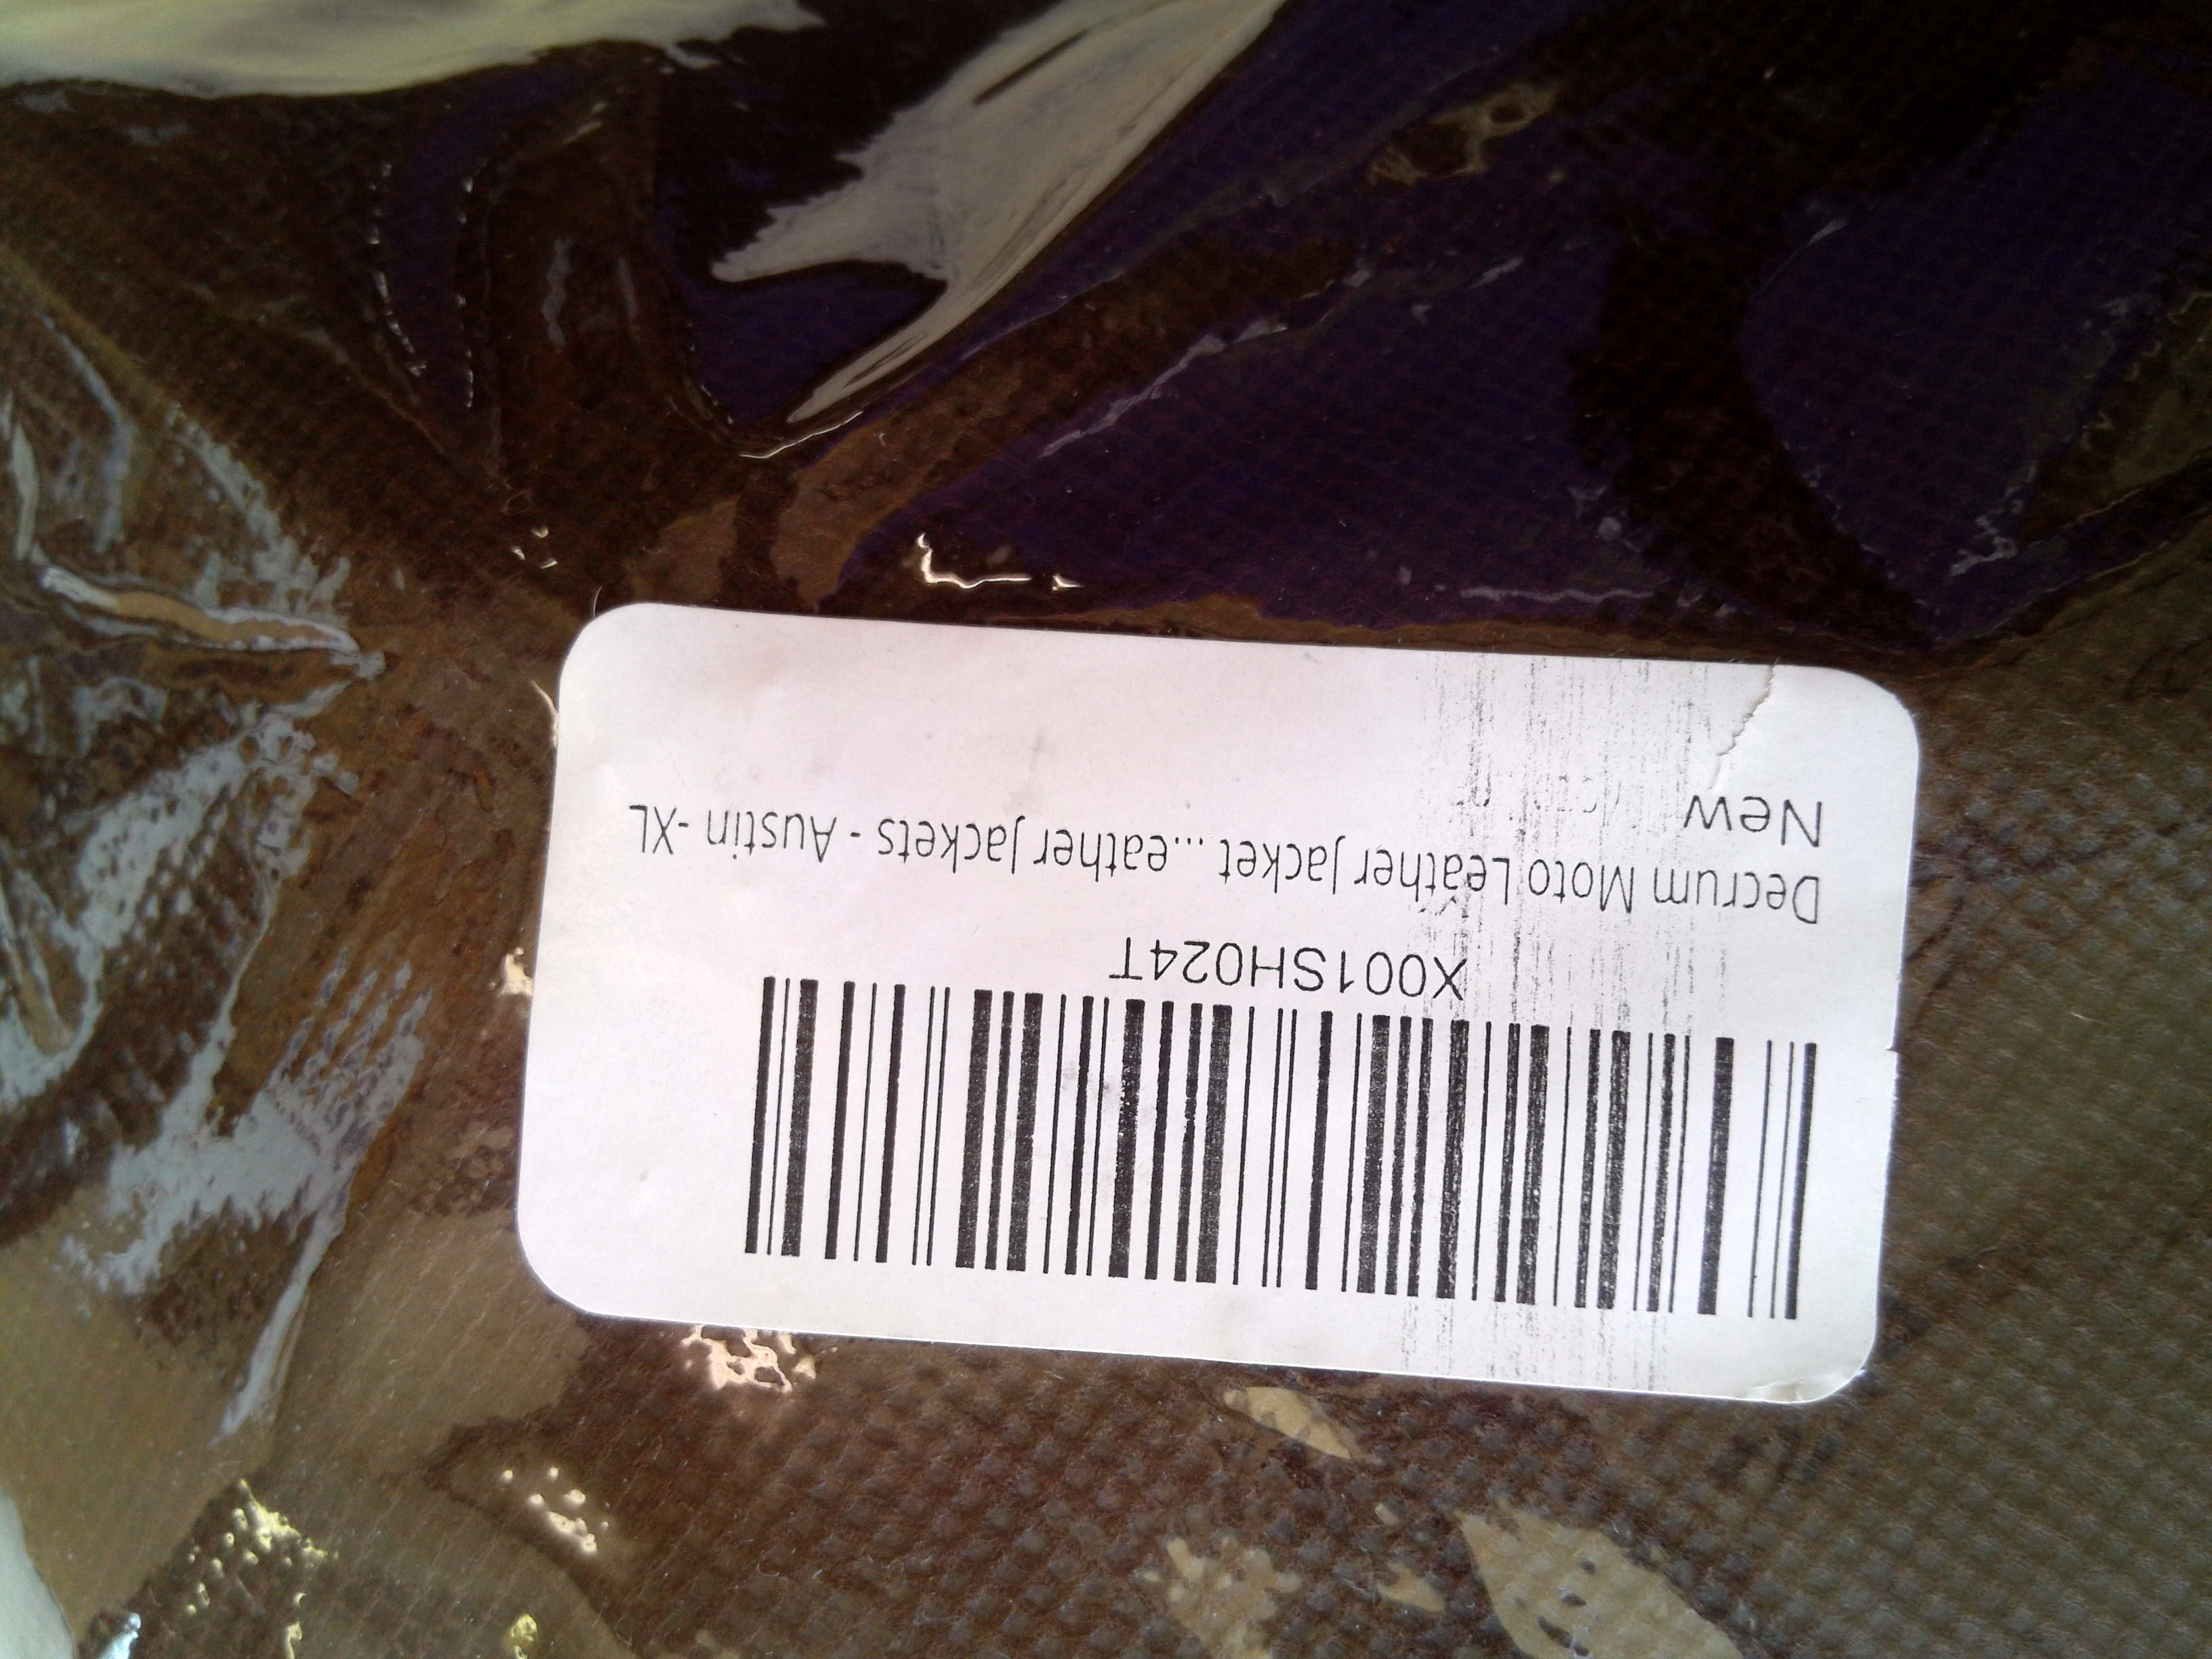 X001SH024T
Decrum Moto Leather Jacket ...eather Jackets - Austin -XL
New